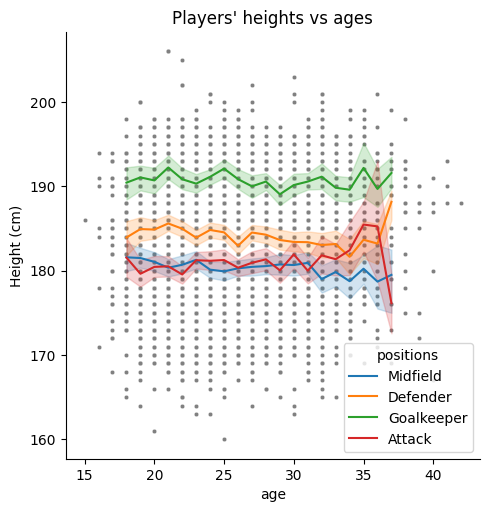 Players' heights vs ages
Height (cm)
200
190
180
170
160
15
20
25
30
35
40
age
positions
Midfield
Defender
Goalkeeper
Attack